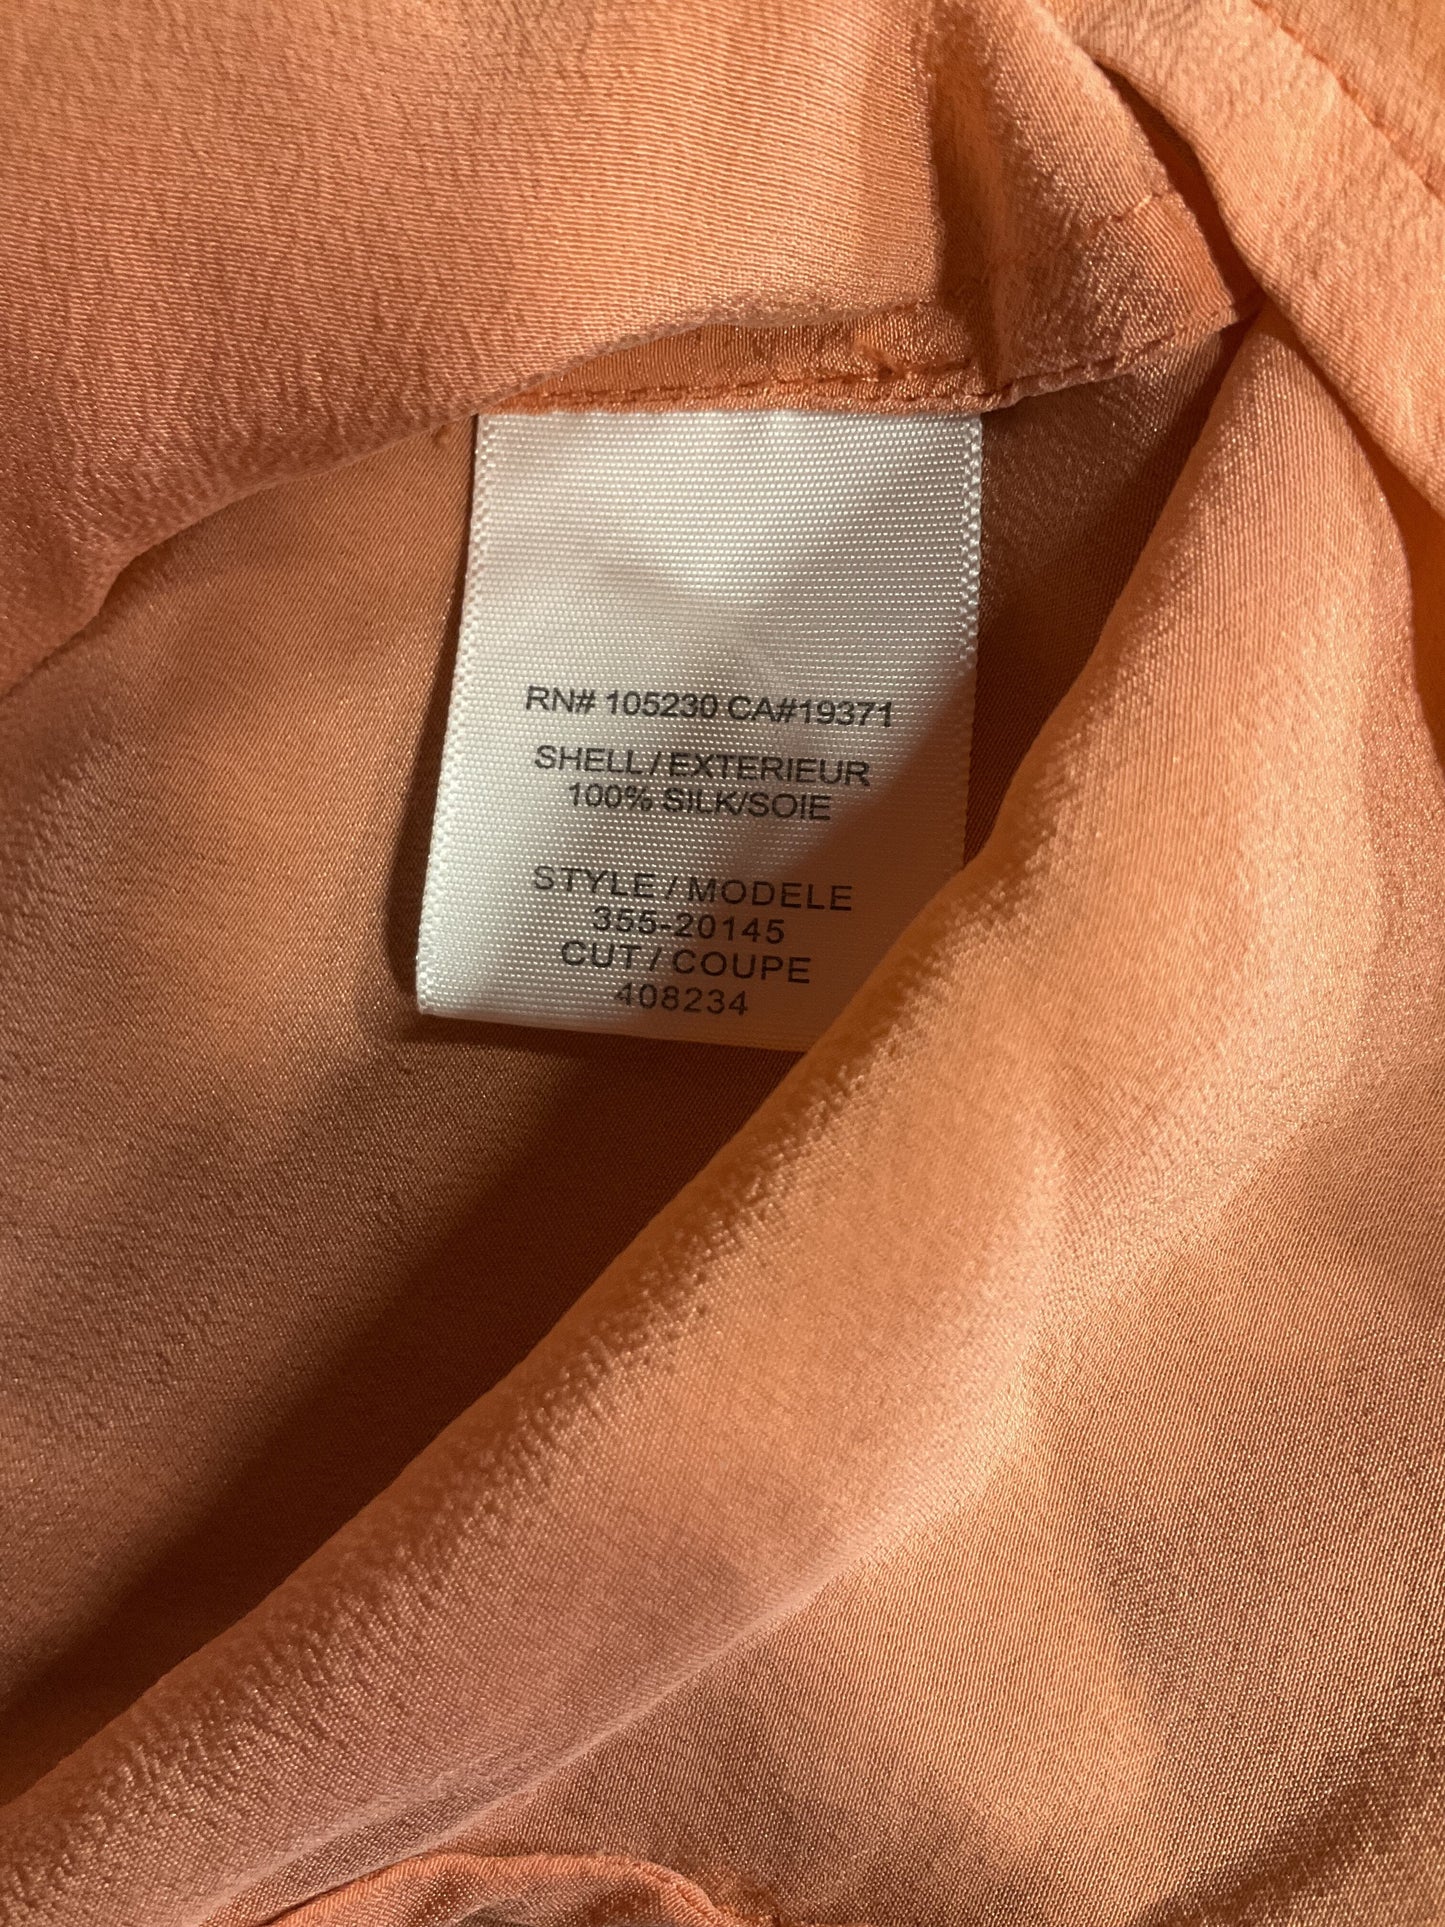 RN# 105230 CA#19371
SHELL/EXTERIEUR
100% SILK/SOIE
STYLE/MODELE
355-20145
CUT/COUPE
408234